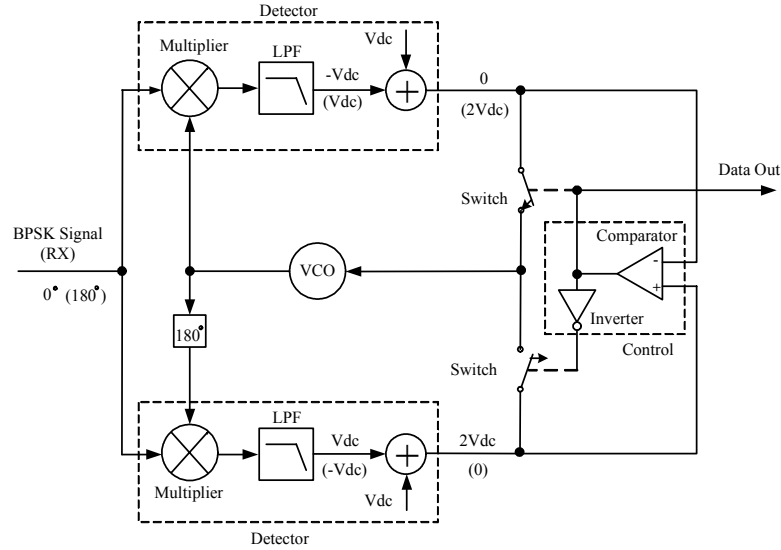 Detector
Multiplier
LPF
Vdc
-Vdc
(Vdc)
+
0
(2Vdc)
Switch
Data Out
BPSK Signal
(RX)
0° (180°)
VCO
Comparator
-
+
Inverter
Control
180°
Switch
LPF
Vdc
(-Vdc)
+
2Vdc
(0)
Multiplier
Vdc
Detector